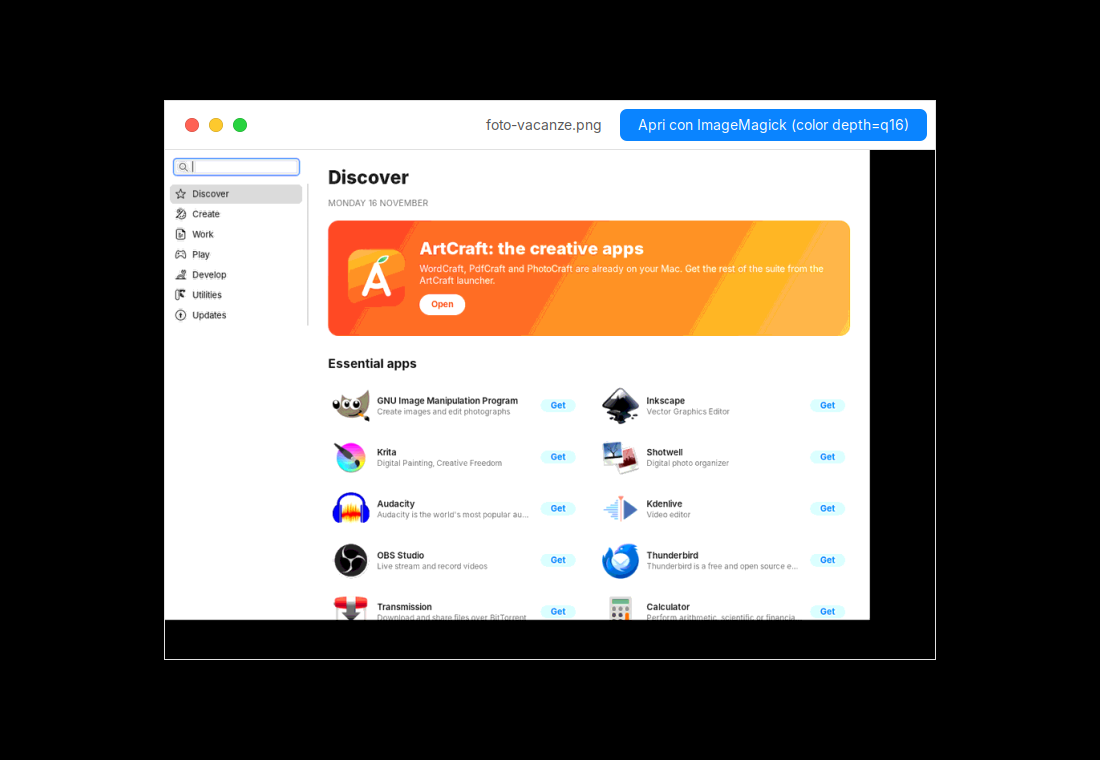 foto-vacanze.png
Apri con ImageMagick (color depth=q16)
Discover
Create
Work
Play
Develop
Utilities
Updates
Discover
MONDAY 16 NOVEMBER
ArtCraft: the creative apps
WordCraft, PdfCraft and PhotoCraft are already on your Mac. Get the rest of the suite from the
ArtCraft launcher.
Open
Essential apps
GNU Image Manipulation Program
Create images and edit photographs
Get
Inkscape
Vector Graphics Editor
Get
Krita
Digital Painting, Creative Freedom
Get
Shotwell
Digital photo organizer
Get
Audacity
Audacity is the world's most popular au...
Get
Kdenlive
Video editor
Get
OBS Studio
Live stream and record videos
Get
Thunderbird
Thunderbird is a free and open source e...
Get
Transmission
Download and share files over BitTorrent
Get
Calculator
Perform arithmetic, scientific or financia...
Get